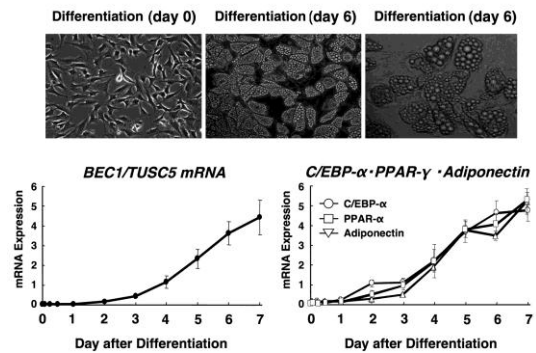 Differentiation (day 0)
Differentiation (day 6)
Differentiation (day 6)
BEC1/TUSC5 mRNA
mRNA Expression
6
5
4
3
2
1
0
0 1 2 3 4 5 6 7
Day after Differentiation
C/EBP-α・PPAR-γ・Adiponectin
mRNA Expression
6
5
4
3
2
1
0
C/EBP-α
PPAR-α
Adiponectin
0 1 2 3 4 5 6 7
Day after Differentiation